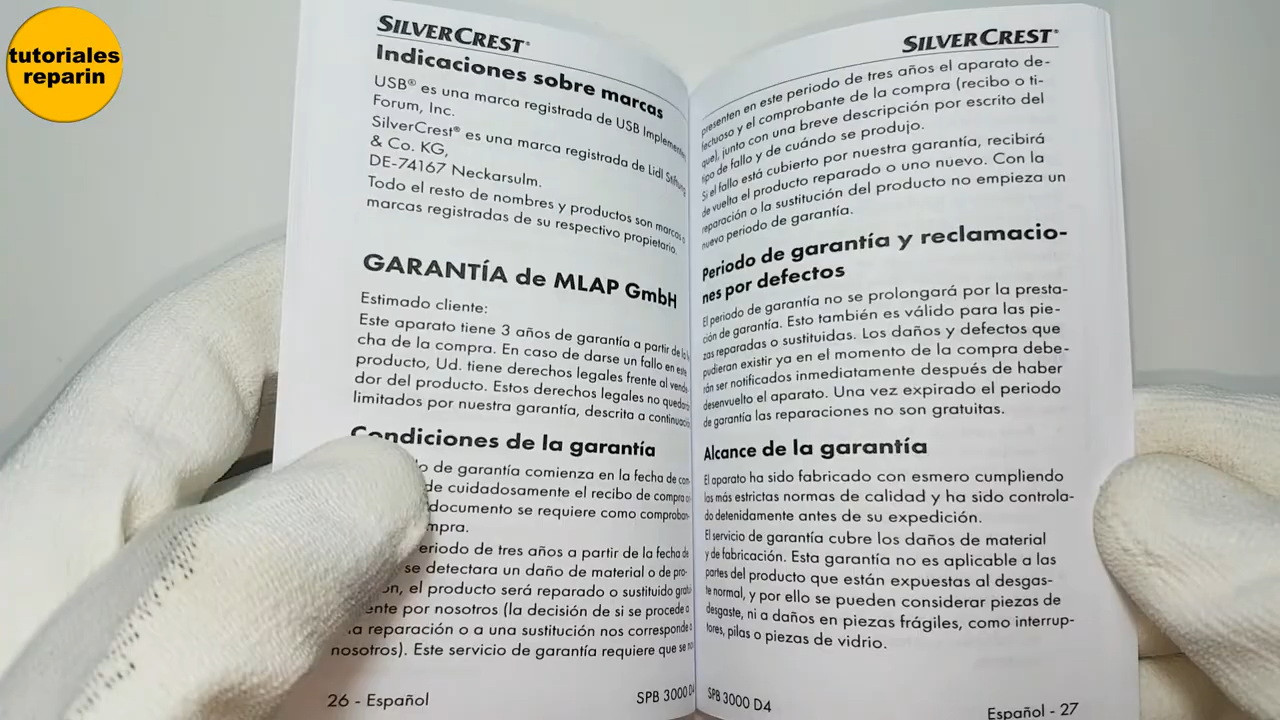 tutoriales
reparin
SILVERCREST®
Indicaciones sobre marcas
USB® es una marca registrada de USB Implementers
Forum, Inc.
SilverCrest® es una marca registrada de Lidl Stiftung
& Co. KG,
DE-74167 Neckarsulm.
Todo el resto de nombres y productos son marcas o
marcas registradas de su respectivo propietario.
GARANTÍA de MLAP GmbH
Estimado cliente:
Este aparato tiene 3 años de garantía a partir de la fe-
cha de la compra. En caso de darse un fallo en este
producto, Ud. tiene derechos legales frente al vende-
dor del producto. Estos derechos legales no quedarán
limitados por nuestra garantía, descrita a continuación.
Condiciones de la garantía
de garantía comienza en la fecha de
de cuidadosamente el recibo de compra
documento se requiere como
se detectara un daño de material o de
el producto será reparado o sustituido
por nosotros (la decisión de si se procede a
a reparación o a una sustitución nos corresponde a
nosotros). Este servicio de garantía requiere que se
26 - Español
SPB 3000 D4
SILVERCREST®
presenten en este periodo de tres años el aparato de-
fectuoso y el comprobante de la compra (recibo o ti-
que), junto con una breve descripción por escrito del
tipo de fallo y de cuándo se produjo.
Si el fallo está cubierto por nuestra garantía, recibirá
de vuelta el producto reparado o uno nuevo. Con la
reparación o la sustitución del producto no empieza un
nuevo periodo de garantía.
Periodo de garantía y reclamacio-
nes por defectos
El periodo de garantía no se prolongará por la presta-
ción de garantía. Esto también es válido para las pie-
zas reparadas o sustituidas. Los daños y defectos que
pudieran existir ya en el momento de la compra debe-
rán ser notificados inmediatamente después de haber
desenvuelto el aparato. Una vez expirado el periodo
de garantía las reparaciones no son gratuitas.
Alcance de la garantía
El aparato ha sido fabricado con esmero cumpliendo
las más estrictas normas de calidad y ha sido controla-
do detenidamente antes de su expedición.
El servicio de garantía cubre los daños de material
y de fabricación. Esta garantía no es aplicable a las
partes del producto que están expuestas al desgas-
te normal, y por ello se pueden considerar piezas de
desgaste, ni a daños en piezas frágiles, como interrup-
tores, pilas o piezas de vidrio.
SPB 3000 D4
Español - 27